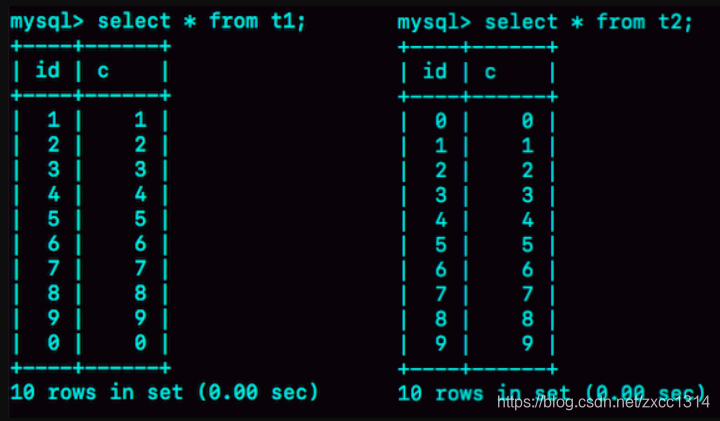 mysql> select * from t1;
+----+------+
| id | c    |
+----+------+
|  1 |    1 |
|  2 |    2 |
|  3 |    3 |
|  4 |    4 |
|  5 |    5 |
|  6 |    6 |
|  7 |    7 |
|  8 |    8 |
|  9 |    9 |
|  0 |    0 |
+----+------+
10 rows in set (0.00 sec)
mysql> select * from t2;
+----+------+
| id | c    |
+----+------+
|  0 |    0 |
|  1 |    1 |
|  2 |    2 |
|  3 |    3 |
|  4 |    4 |
|  5 |    5 |
|  6 |    6 |
|  7 |    7 |
|  8 |    8 |
|  9 |    9 |
+----+------+
10 rows in set (0.00 sec)
https://blog.csdn.net/zxcc1314